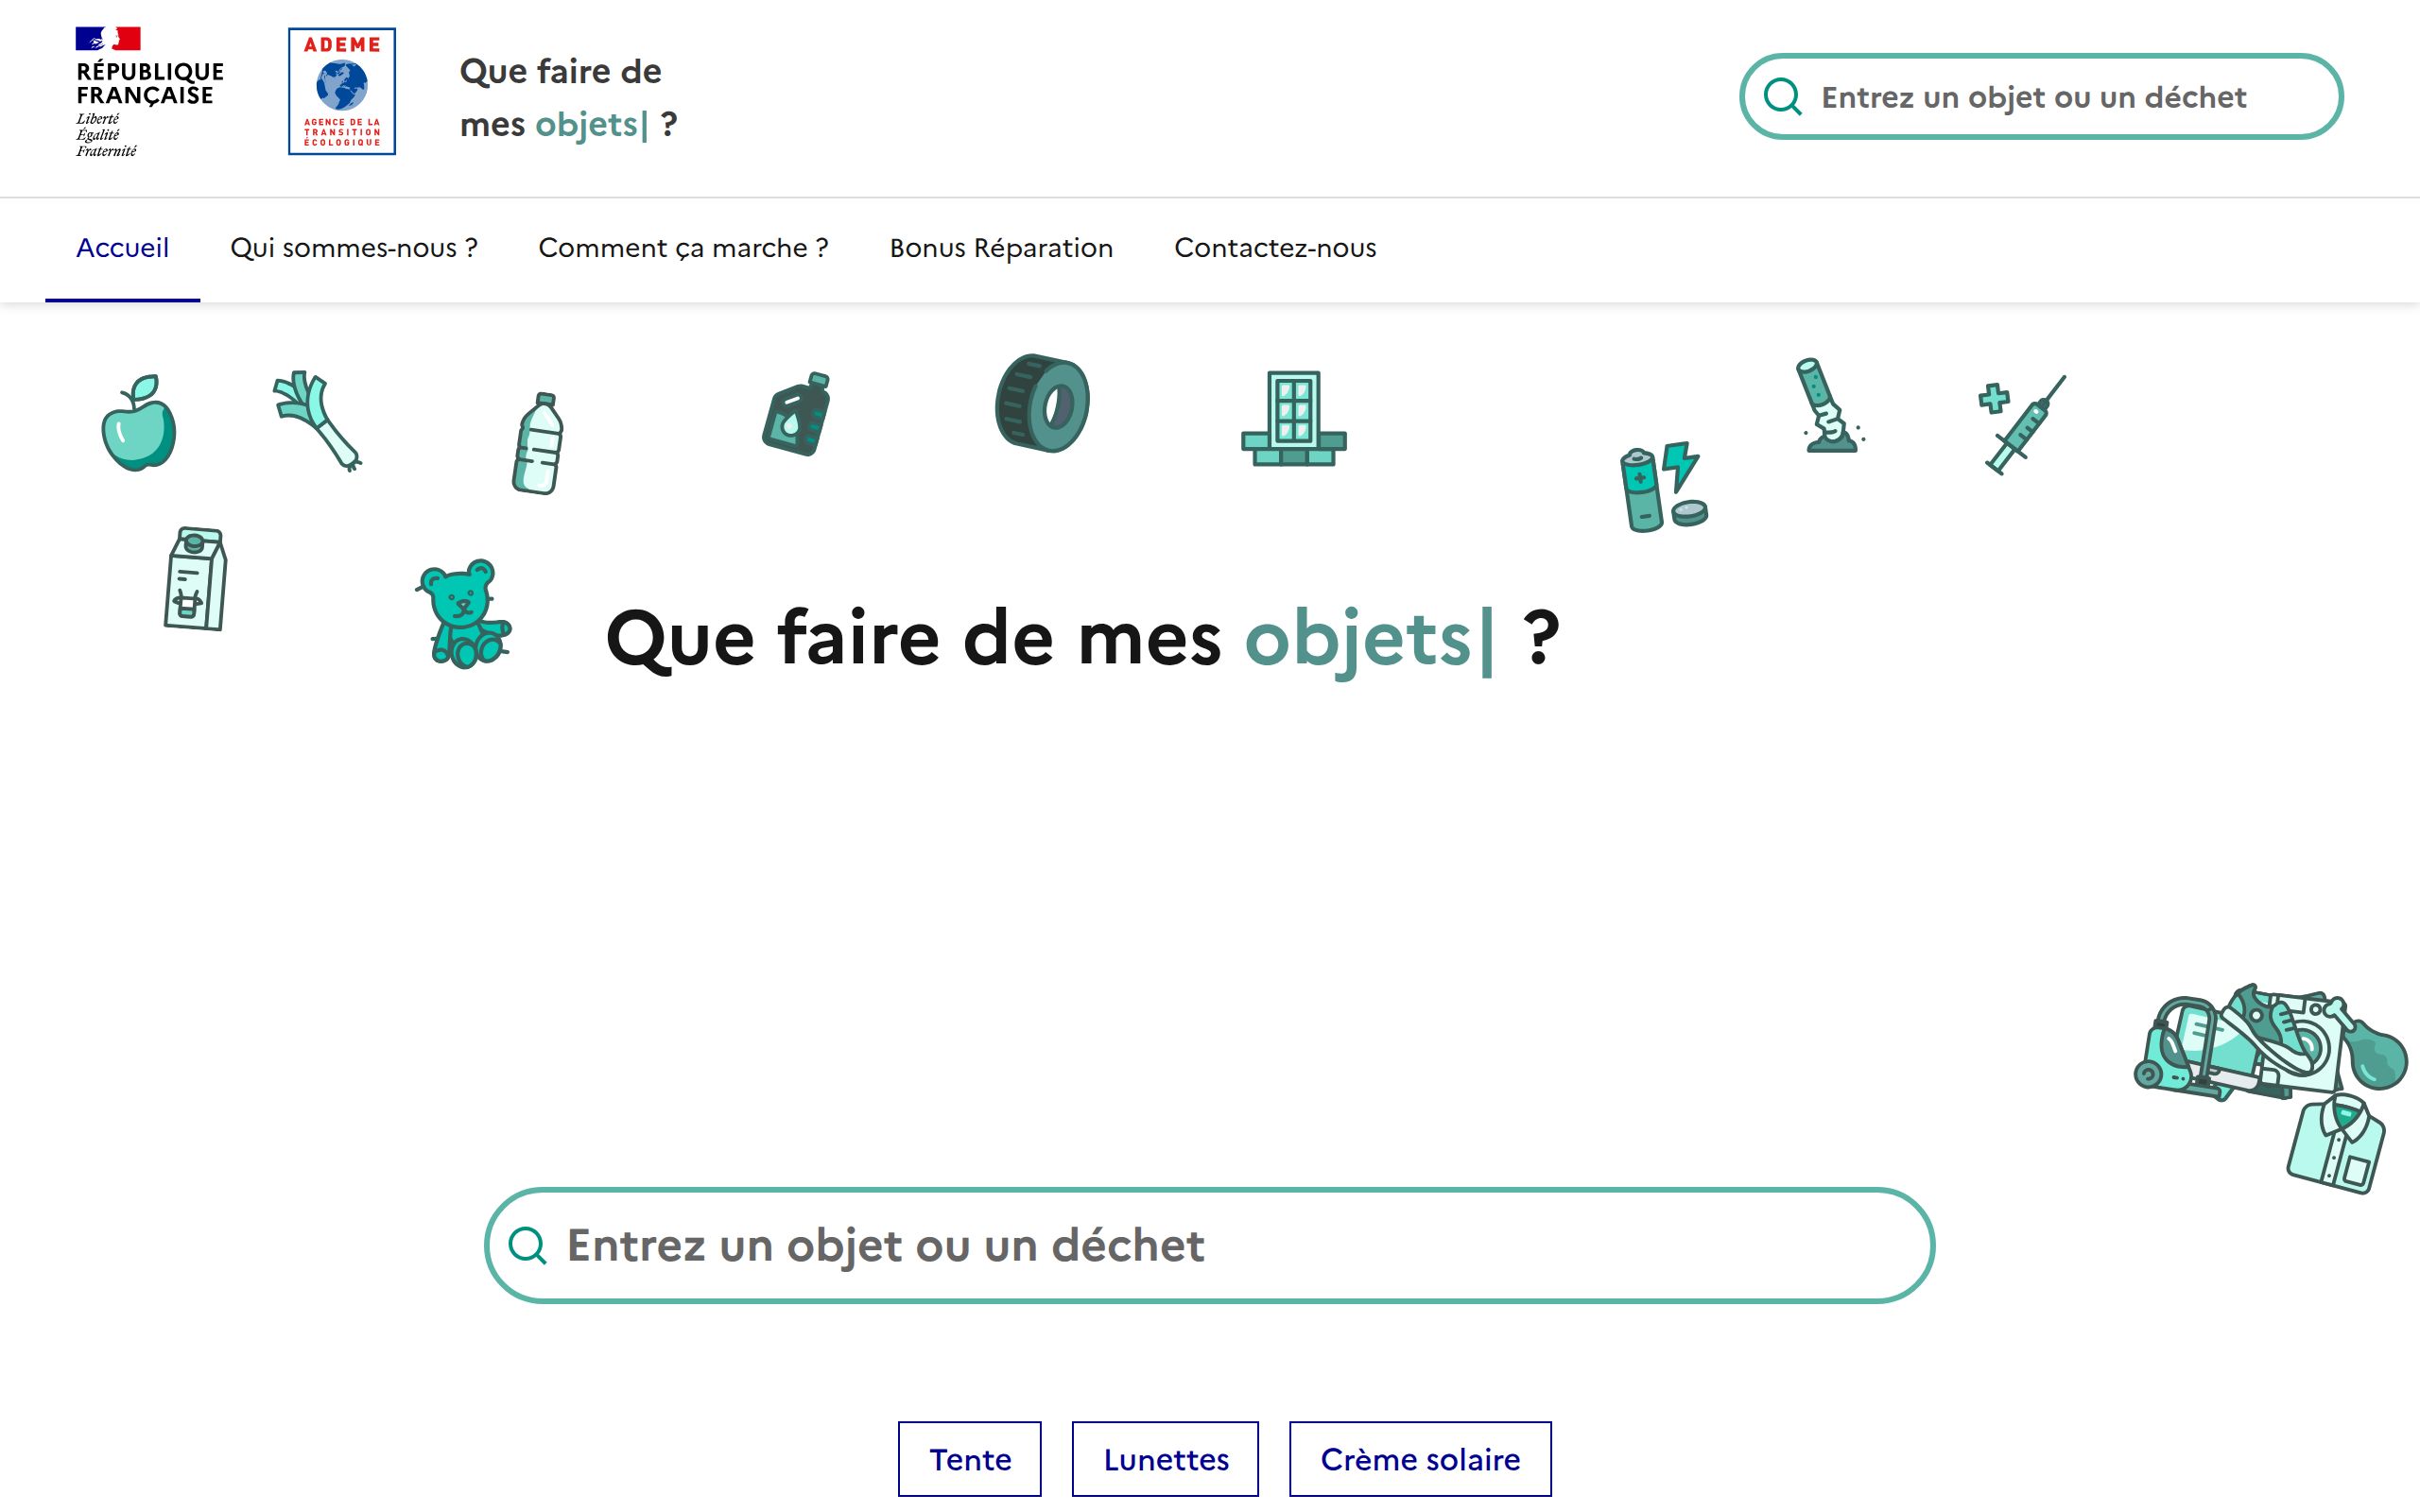 RÉPUBLIQUE
FRANÇAISE
Liberté
Égalité
Fraternité
ADEME
AGENCE DE LA
TRANSITION
ÉCOLOGIQUE
Que faire de
mes objets| ?
Entrez un objet ou un déchet
Accueil
Qui sommes-nous ?
Comment ça marche ?
Bonus Réparation
Contactez-nous
Que faire de mes objets| ?
Entrez un objet ou un déchet
Tente
Lunettes
Crème solaire